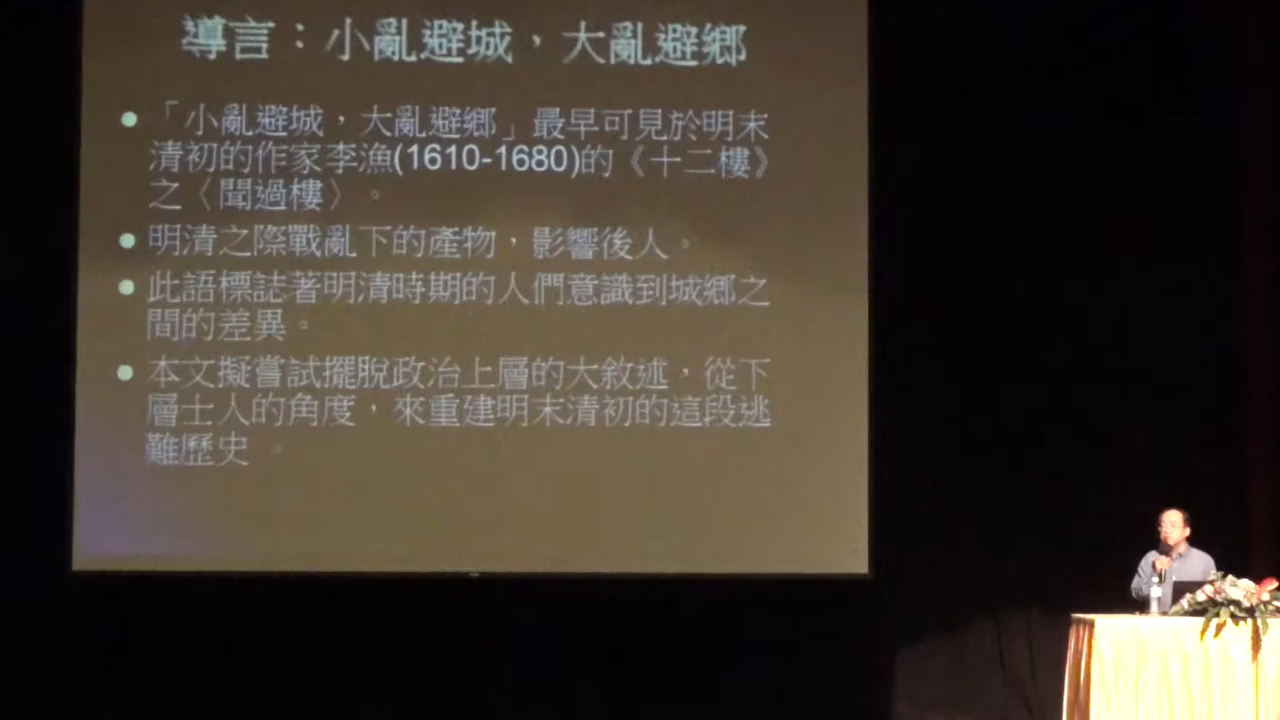 導言：小亂避城，大亂避鄉
●「小亂避城，大亂避鄉」最早可見於明末
清初的作家李漁(1610-1680)的《十二樓》
之〈聞過樓〉。
●明清之際戰亂下的產物，影響後人。
●此語標誌著明清時期的人們意識到城鄉之
間的差異。
●本文擬嘗試擺脫政治上層的大敘述，從下
層士人的角度，來重建明末清初的這段逃
難歷史。